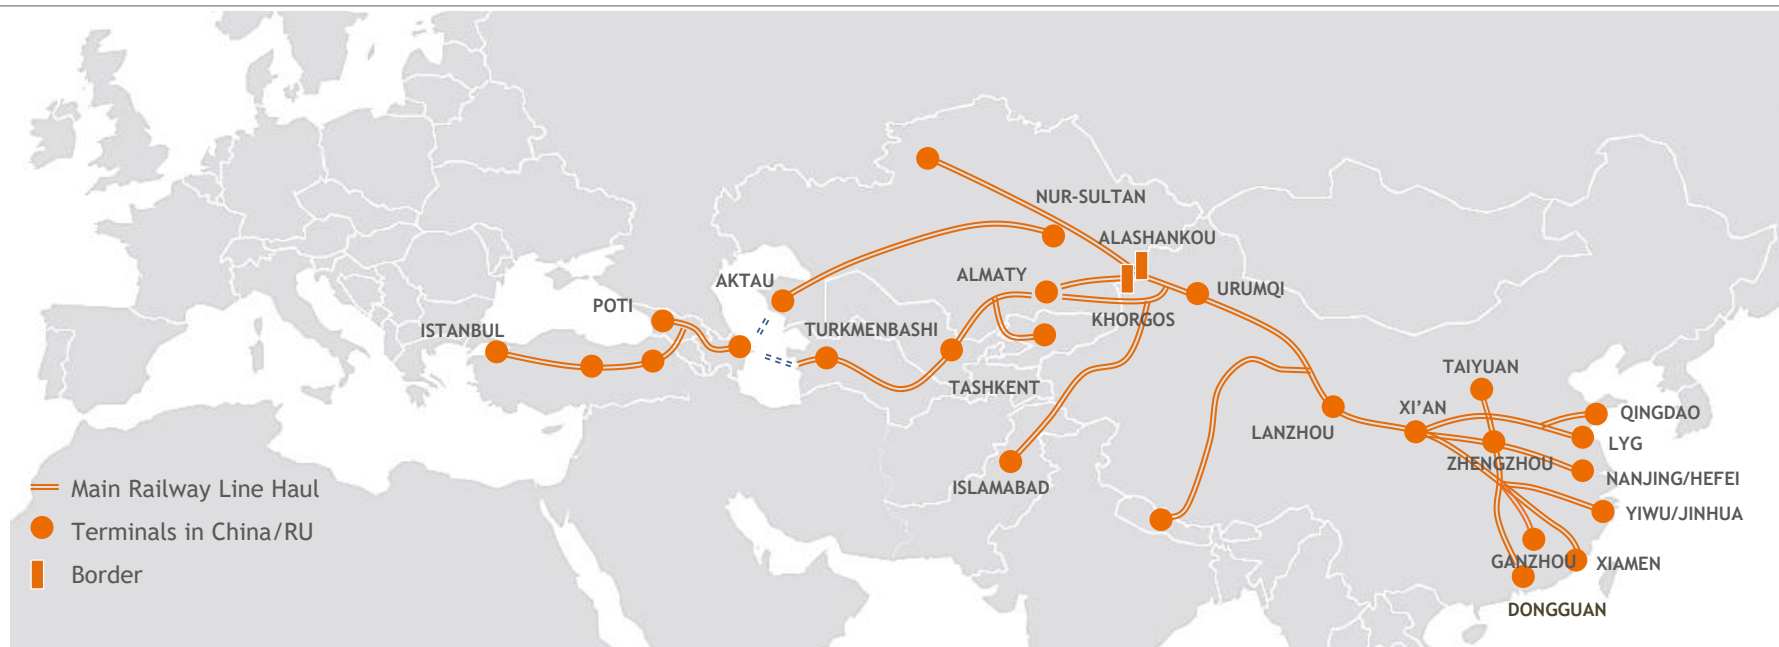 NUR-SULTAN
ALASHANKOU
ALMATY
AKTAU
URUMQI
POTI
KHORGOS
ISTANBUL
TURKMENBASHI
TAIYUAN
TASHKENT
XI’AN
QINGDAO
LANZHOU
LYG
ZHENGZHOU
NANJING/HEFEI
ISLAMABAD
YIWU/JINHUA
GANZHOU
XIAMEN
DONGGUAN
Main Railway Line Haul
Terminals in China/RU
Border